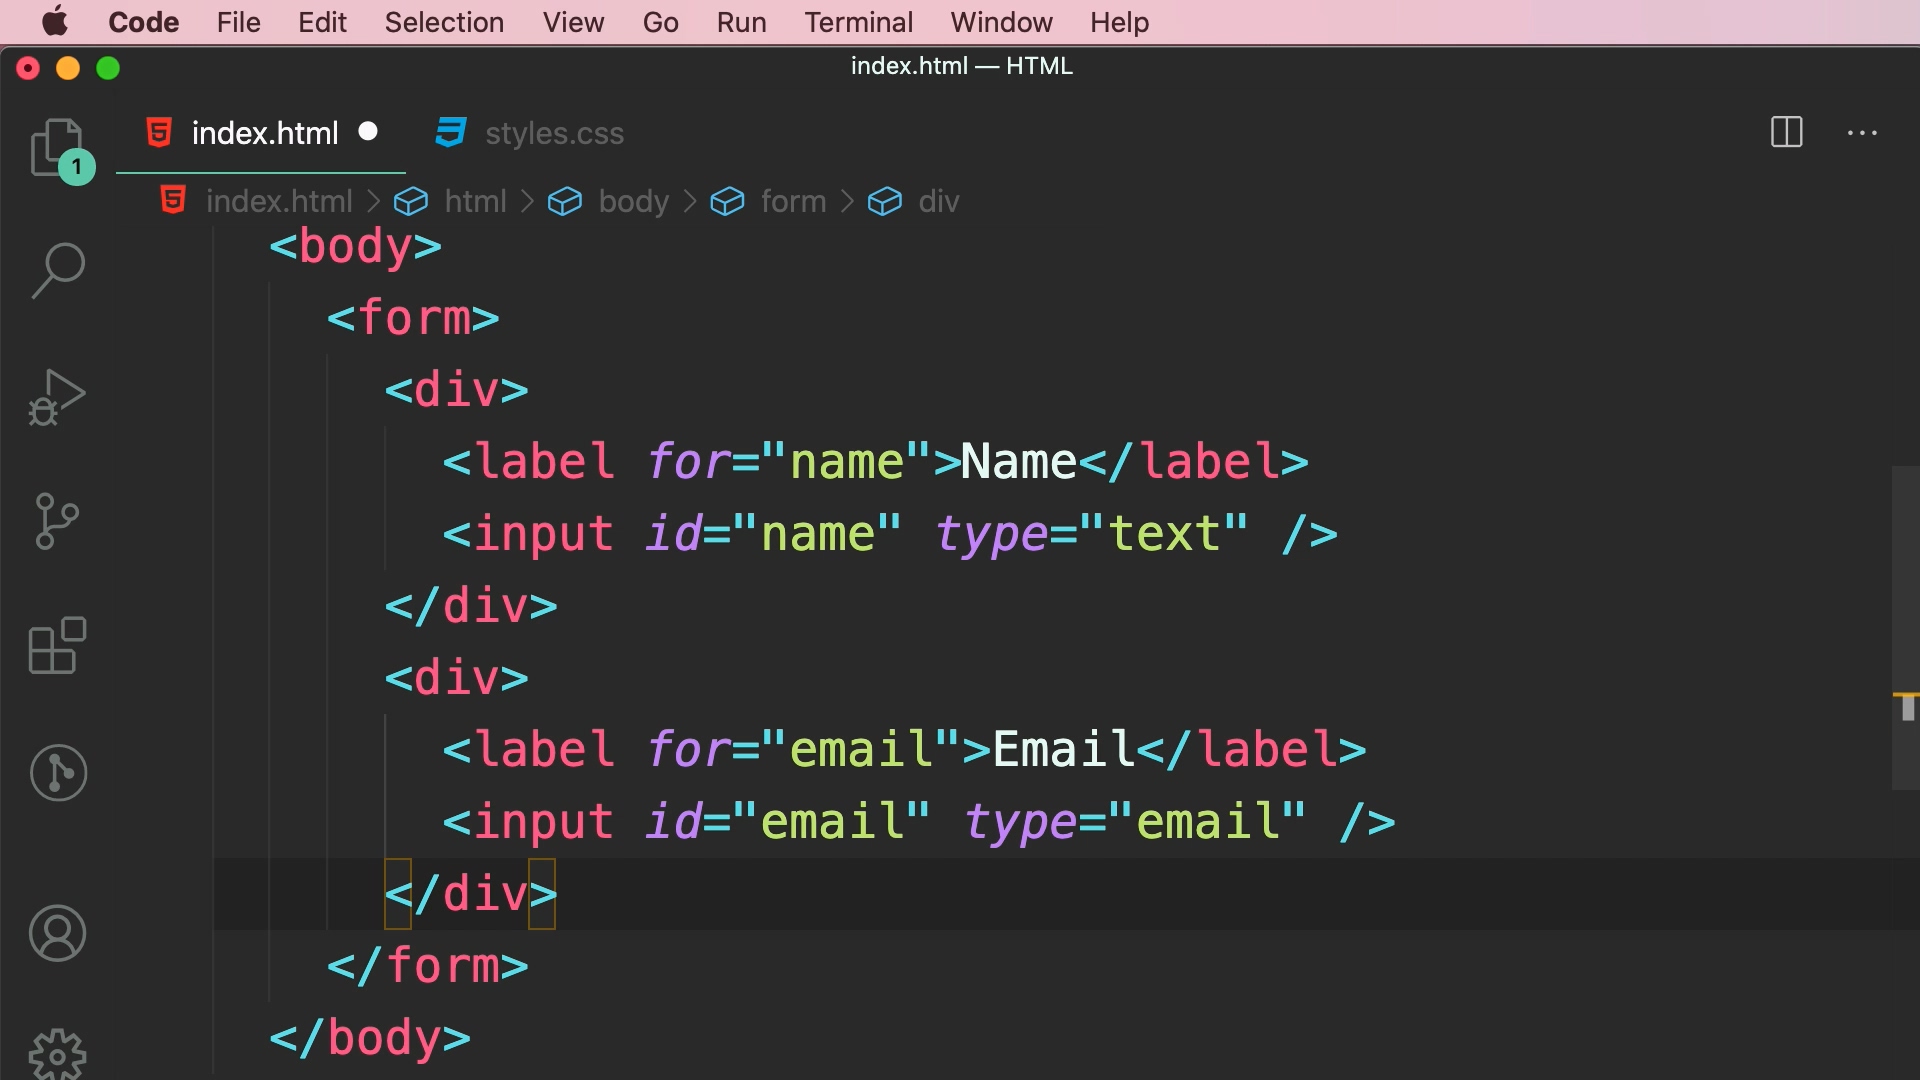 Code File Edit Selection View Go Run Terminal Window Help
index.html — HTML
index.html styles.css
1
index.html > html > body > form > div
<body>
<form>
<div>
<label for="name">Name</label>
<input id="name" type="text" />
</div>
<div>
<label for="email">Email</label>
<input id="email" type="email" />
</div>
</form>
</body>